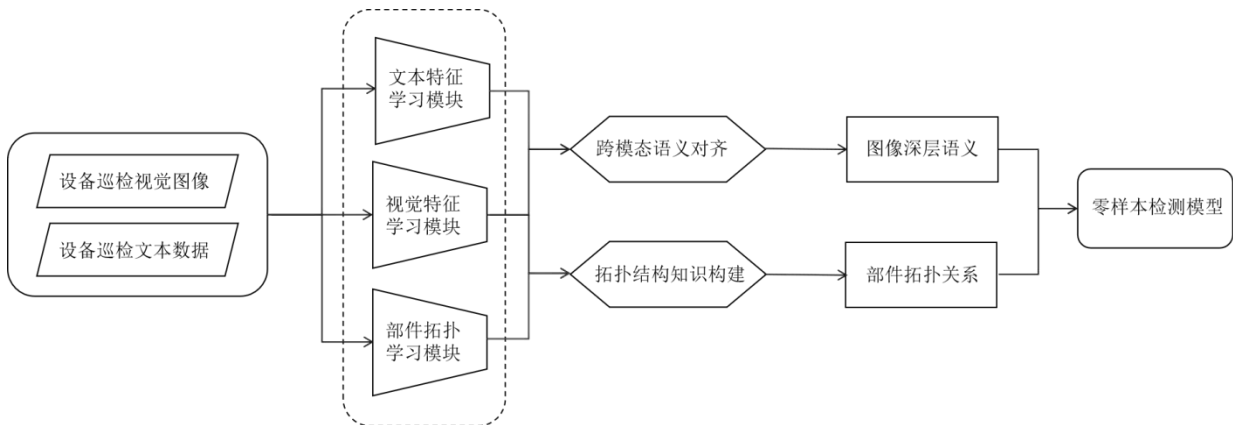 设备巡检视觉图像
设备巡检文本数据
文本特征
学习模块
视觉特征
学习模块
部件拓扑
学习模块
跨模态语义对齐
拓扑结构知识构建
图像深层语义
部件拓扑关系
零样本检测模型